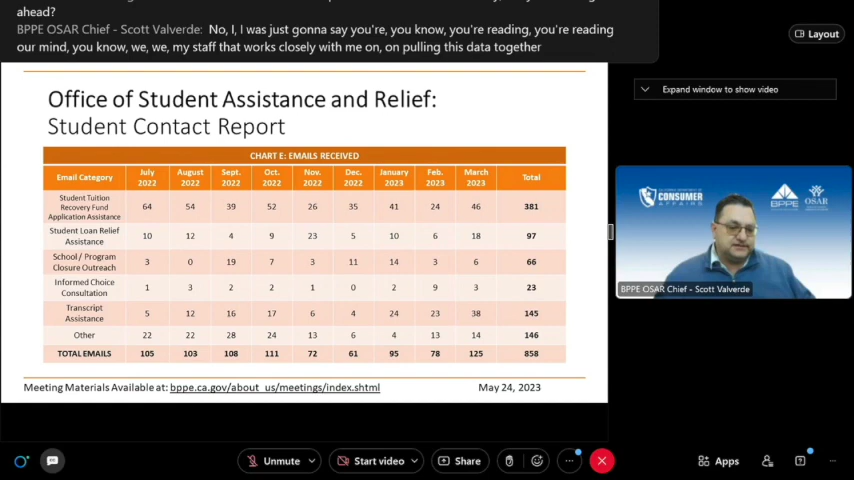 ahead?
BPPE OSAR Chief - Scott Valverde: No, I, I was just gonna say you're, you know, you're reading, you're reading
our mind, you know, we, we, my staff that works closely with me on, on pulling this data together
Layout
Expand window to show video
Office of Student Assistance and Relief:
Student Contact Report
CHART E: EMAILS RECEIVED
Email Category July 2022 August 2022 Sept. 2022 Oct. 2022 Nov. 2022 Dec. 2022 January 2023 Feb. 2023 March 2023 Total
Student Tuition Recovery Fund Application Assistance 64 54 39 52 26 35 41 24 46 381
Student Loan Relief Assistance 10 12 4 9 23 5 10 6 18 97
School / Program Closure Outreach 3 0 19 7 3 11 14 3 6 66
Informed Choice Consultation 1 3 2 2 1 0 2 9 3 23
Transcript Assistance 5 12 16 17 6 4 24 23 38 145
Other 22 22 28 24 13 6 4 13 14 146
TOTAL EMAILS 105 103 108 111 72 61 95 78 125 858
Meeting Materials Available at: bppe.ca.gov/about_us/meetings/index.shtml May 24, 2023
CONSUMER
AFFAIRS
BPPE
OSAR
BPPE OSAR Chief - Scott Valverde
Unmute
Start video
Share
Apps